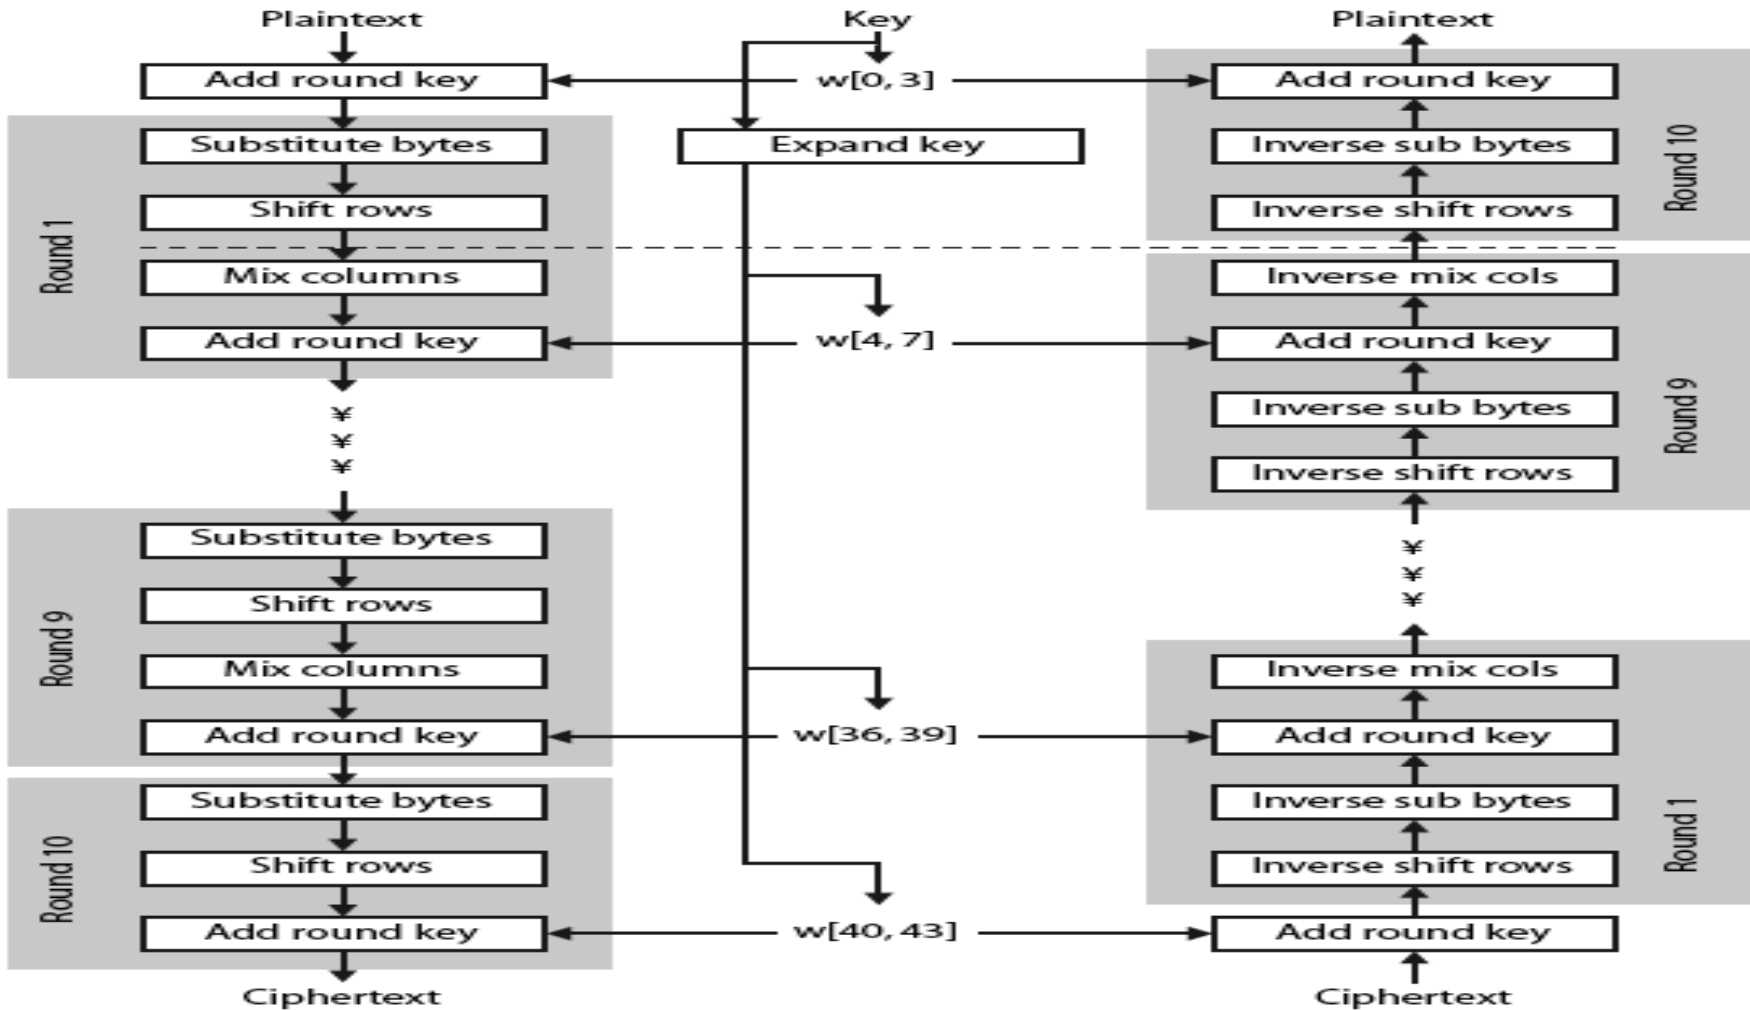 Plaintext
Add round key
Round 1
Substitute bytes
Shift rows
Mix columns
Add round key
¥
¥
¥
Round 9
Substitute bytes
Shift rows
Mix columns
Add round key
Round 10
Substitute bytes
Shift rows
Add round key
Ciphertext
Key
w[0, 3]
Expand key
w[4, 7]
w[36, 39]
w[40, 43]
Plaintext
Add round key
Inverse sub bytes
Inverse shift rows
Round 10
Inverse mix cols
Add round key
Inverse sub bytes
Inverse shift rows
Round 9
¥
¥
¥
Inverse mix cols
Add round key
Inverse sub bytes
Inverse shift rows
Round 1
Add round key
Ciphertext